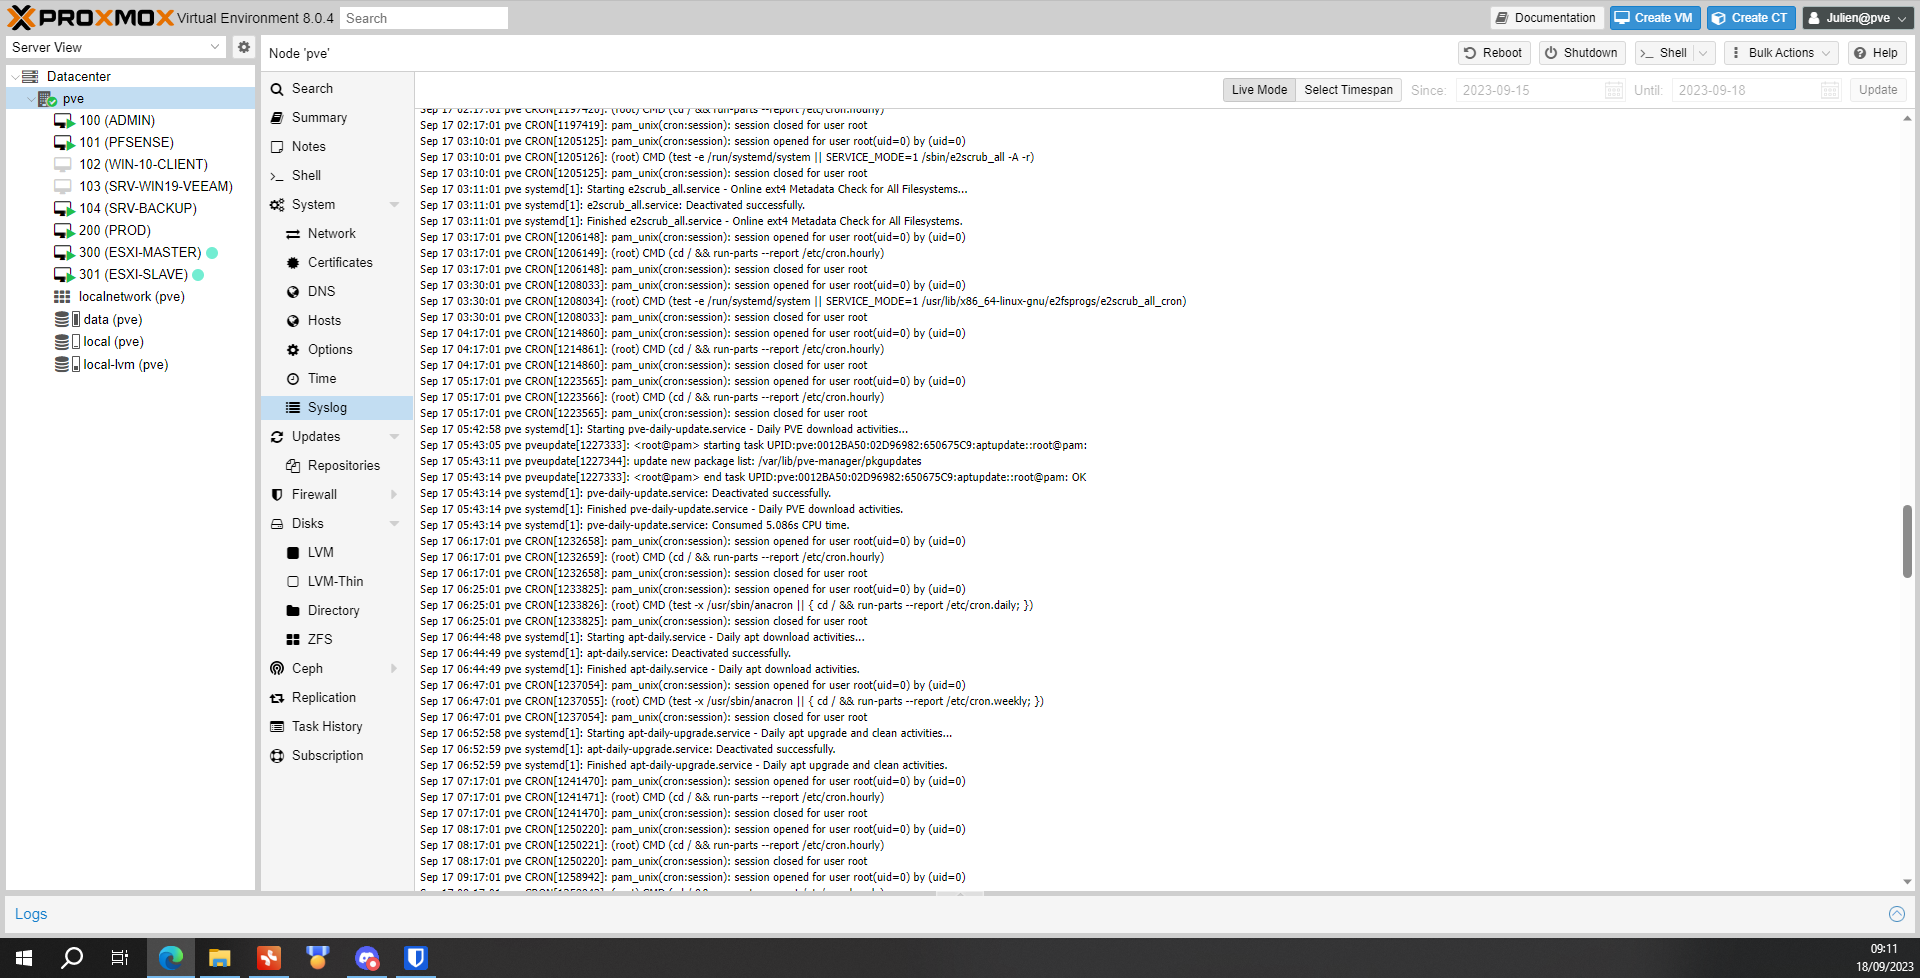 PROXMOX Virtual Environment 8.0.4 Search
Documentation Create VM Create CT Julien@pve
Server View
Node 'pve'
Reboot Shutdown >_ Shell Bulk Actions Help
Datacenter
pve
100 (ADMIN)
101 (PFSENSE)
102 (WIN-10-CLIENT)
103 (SRV-WIN19-VEEAM)
104 (SRV-BACKUP)
200 (PROD)
300 (ESXI-MASTER)
301 (ESXI-SLAVE)
localnetwork (pve)
data (pve)
local (pve)
local-lvm (pve)
Search
Summary
Notes
>_ Shell
System
Network
Certificates
DNS
Hosts
Options
Time
Syslog
Updates
Repositories
Firewall
Disks
LVM
LVM-Thin
Directory
ZFS
Ceph
Replication
Task History
Subscription
Live Mode Select Timespan Since: 2023-09-15 Until: 2023-09-18 Update
Sep 17 02:17:01 pve CRON[1197420]: (root) CMD (cd / && run-parts --report /etc/cron.hourly)
Sep 17 02:17:01 pve CRON[1197419]: pam_unix(cron:session): session closed for user root
Sep 17 03:10:01 pve CRON[1205125]: pam_unix(cron:session): session opened for user root(uid=0) by (uid=0)
Sep 17 03:10:01 pve CRON[1205126]: (root) CMD (test -e /run/systemd/system || SERVICE_MODE=1 /sbin/e2scrub_all -A -r)
Sep 17 03:10:01 pve CRON[1205125]: pam_unix(cron:session): session closed for user root
Sep 17 03:11:01 pve systemd[1]: Starting e2scrub_all.service - Online ext4 Metadata Check for All Filesystems...
Sep 17 03:11:01 pve systemd[1]: e2scrub_all.service: Deactivated successfully.
Sep 17 03:11:01 pve systemd[1]: Finished e2scrub_all.service - Online ext4 Metadata Check for All Filesystems.
Sep 17 03:17:01 pve CRON[1206148]: pam_unix(cron:session): session opened for user root(uid=0) by (uid=0)
Sep 17 03:17:01 pve CRON[1206149]: (root) CMD (cd / && run-parts --report /etc/cron.hourly)
Sep 17 03:17:01 pve CRON[1206148]: pam_unix(cron:session): session closed for user root
Sep 17 03:30:01 pve CRON[1208033]: pam_unix(cron:session): session opened for user root(uid=0) by (uid=0)
Sep 17 03:30:01 pve CRON[1208034]: (root) CMD (test -e /run/systemd/system || SERVICE_MODE=1 /usr/lib/x86_64-linux-gnu/e2fsprogs/e2scrub_all_cron)
Sep 17 03:30:01 pve CRON[1208033]: pam_unix(cron:session): session closed for user root
Sep 17 04:17:01 pve CRON[1214860]: pam_unix(cron:session): session opened for user root(uid=0) by (uid=0)
Sep 17 04:17:01 pve CRON[1214861]: (root) CMD (cd / && run-parts --report /etc/cron.hourly)
Sep 17 04:17:01 pve CRON[1214860]: pam_unix(cron:session): session closed for user root
Sep 17 05:17:01 pve CRON[1223565]: pam_unix(cron:session): session opened for user root(uid=0) by (uid=0)
Sep 17 05:17:01 pve CRON[1223566]: (root) CMD (cd / && run-parts --report /etc/cron.hourly)
Sep 17 05:17:01 pve CRON[1223565]: pam_unix(cron:session): session closed for user root
Sep 17 05:42:58 pve systemd[1]: Starting pve-daily-update.service - Daily PVE download activities...
Sep 17 05:43:05 pve pveupdate[1227333]: <root@pam> starting task UPID:pve:0012BA50:02D96982:650675C9:aptupdate::root@pam:
Sep 17 05:43:11 pve pveupdate[1227344]: update new package list: /var/lib/pve-manager/pkgupdates
Sep 17 05:43:14 pve pveupdate[1227333]: <root@pam> end task UPID:pve:0012BA50:02D96982:650675C9:aptupdate::root@pam: OK
Sep 17 05:43:14 pve systemd[1]: pve-daily-update.service: Deactivated successfully.
Sep 17 05:43:14 pve systemd[1]: Finished pve-daily-update.service - Daily PVE download activities.
Sep 17 05:43:14 pve systemd[1]: pve-daily-update.service: Consumed 5.086s CPU time.
Sep 17 06:17:01 pve CRON[1232658]: pam_unix(cron:session): session opened for user root(uid=0) by (uid=0)
Sep 17 06:17:01 pve CRON[1232659]: (root) CMD (cd / && run-parts --report /etc/cron.hourly)
Sep 17 06:17:01 pve CRON[1232658]: pam_unix(cron:session): session closed for user root
Sep 17 06:25:01 pve CRON[1233825]: pam_unix(cron:session): session opened for user root(uid=0) by (uid=0)
Sep 17 06:25:01 pve CRON[1233826]: (root) CMD (test -x /usr/sbin/anacron || { cd / && run-parts --report /etc/cron.daily; })
Sep 17 06:25:01 pve CRON[1233825]: pam_unix(cron:session): session closed for user root
Sep 17 06:44:48 pve systemd[1]: Starting apt-daily.service - Daily apt download activities...
Sep 17 06:44:49 pve systemd[1]: apt-daily.service: Deactivated successfully.
Sep 17 06:44:49 pve systemd[1]: Finished apt-daily.service - Daily apt download activities.
Sep 17 06:47:01 pve CRON[1237054]: pam_unix(cron:session): session opened for user root(uid=0) by (uid=0)
Sep 17 06:47:01 pve CRON[1237055]: (root) CMD (test -x /usr/sbin/anacron || { cd / && run-parts --report /etc/cron.weekly; })
Sep 17 06:47:01 pve CRON[1237054]: pam_unix(cron:session): session closed for user root
Sep 17 06:52:58 pve systemd[1]: Starting apt-daily-upgrade.service - Daily apt upgrade and clean activities...
Sep 17 06:52:59 pve systemd[1]: apt-daily-upgrade.service: Deactivated successfully.
Sep 17 06:52:59 pve systemd[1]: Finished apt-daily-upgrade.service - Daily apt upgrade and clean activities.
Sep 17 07:17:01 pve CRON[1241470]: pam_unix(cron:session): session opened for user root(uid=0) by (uid=0)
Sep 17 07:17:01 pve CRON[1241471]: (root) CMD (cd / && run-parts --report /etc/cron.hourly)
Sep 17 07:17:01 pve CRON[1241470]: pam_unix(cron:session): session closed for user root
Sep 17 08:17:01 pve CRON[1250220]: pam_unix(cron:session): session opened for user root(uid=0) by (uid=0)
Sep 17 08:17:01 pve CRON[1250221]: (root) CMD (cd / && run-parts --report /etc/cron.hourly)
Sep 17 08:17:01 pve CRON[1250220]: pam_unix(cron:session): session closed for user root
Sep 17 09:17:01 pve CRON[1258942]: pam_unix(cron:session): session opened for user root(uid=0) by (uid=0)
Logs
09:11
18/09/2023